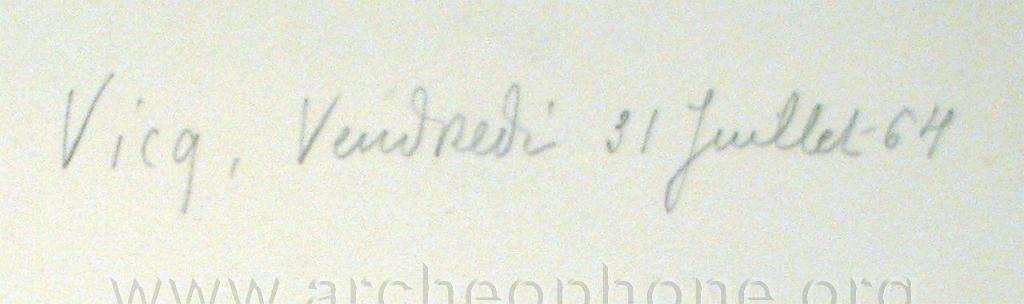 Vicq, Vendredi 31 Juillet 64
www.archeophone.org